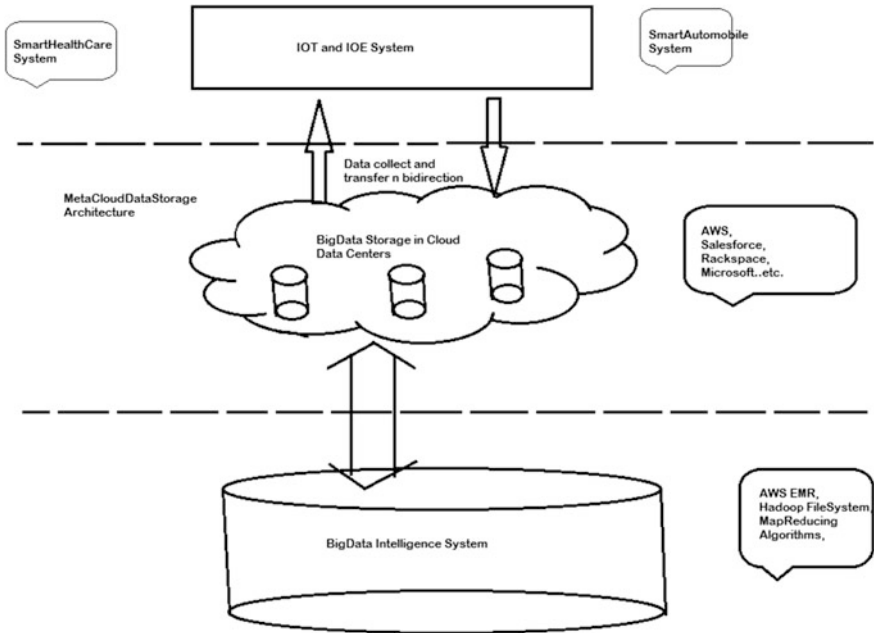 SmartHealthCare
System
IOT and IOE System
SmartAutomobile
System
Data collect and
transfer n bidirection
MetaCloudDataStorage
Architecture
BigData Storage in Cloud
Data Centers
AWS,
Salesforce,
Rackspace,
Microsoft..etc.
AWS EMR,
Hadoop FileSystem,
MapReducing
Algorithms,
BigData Intelligence System